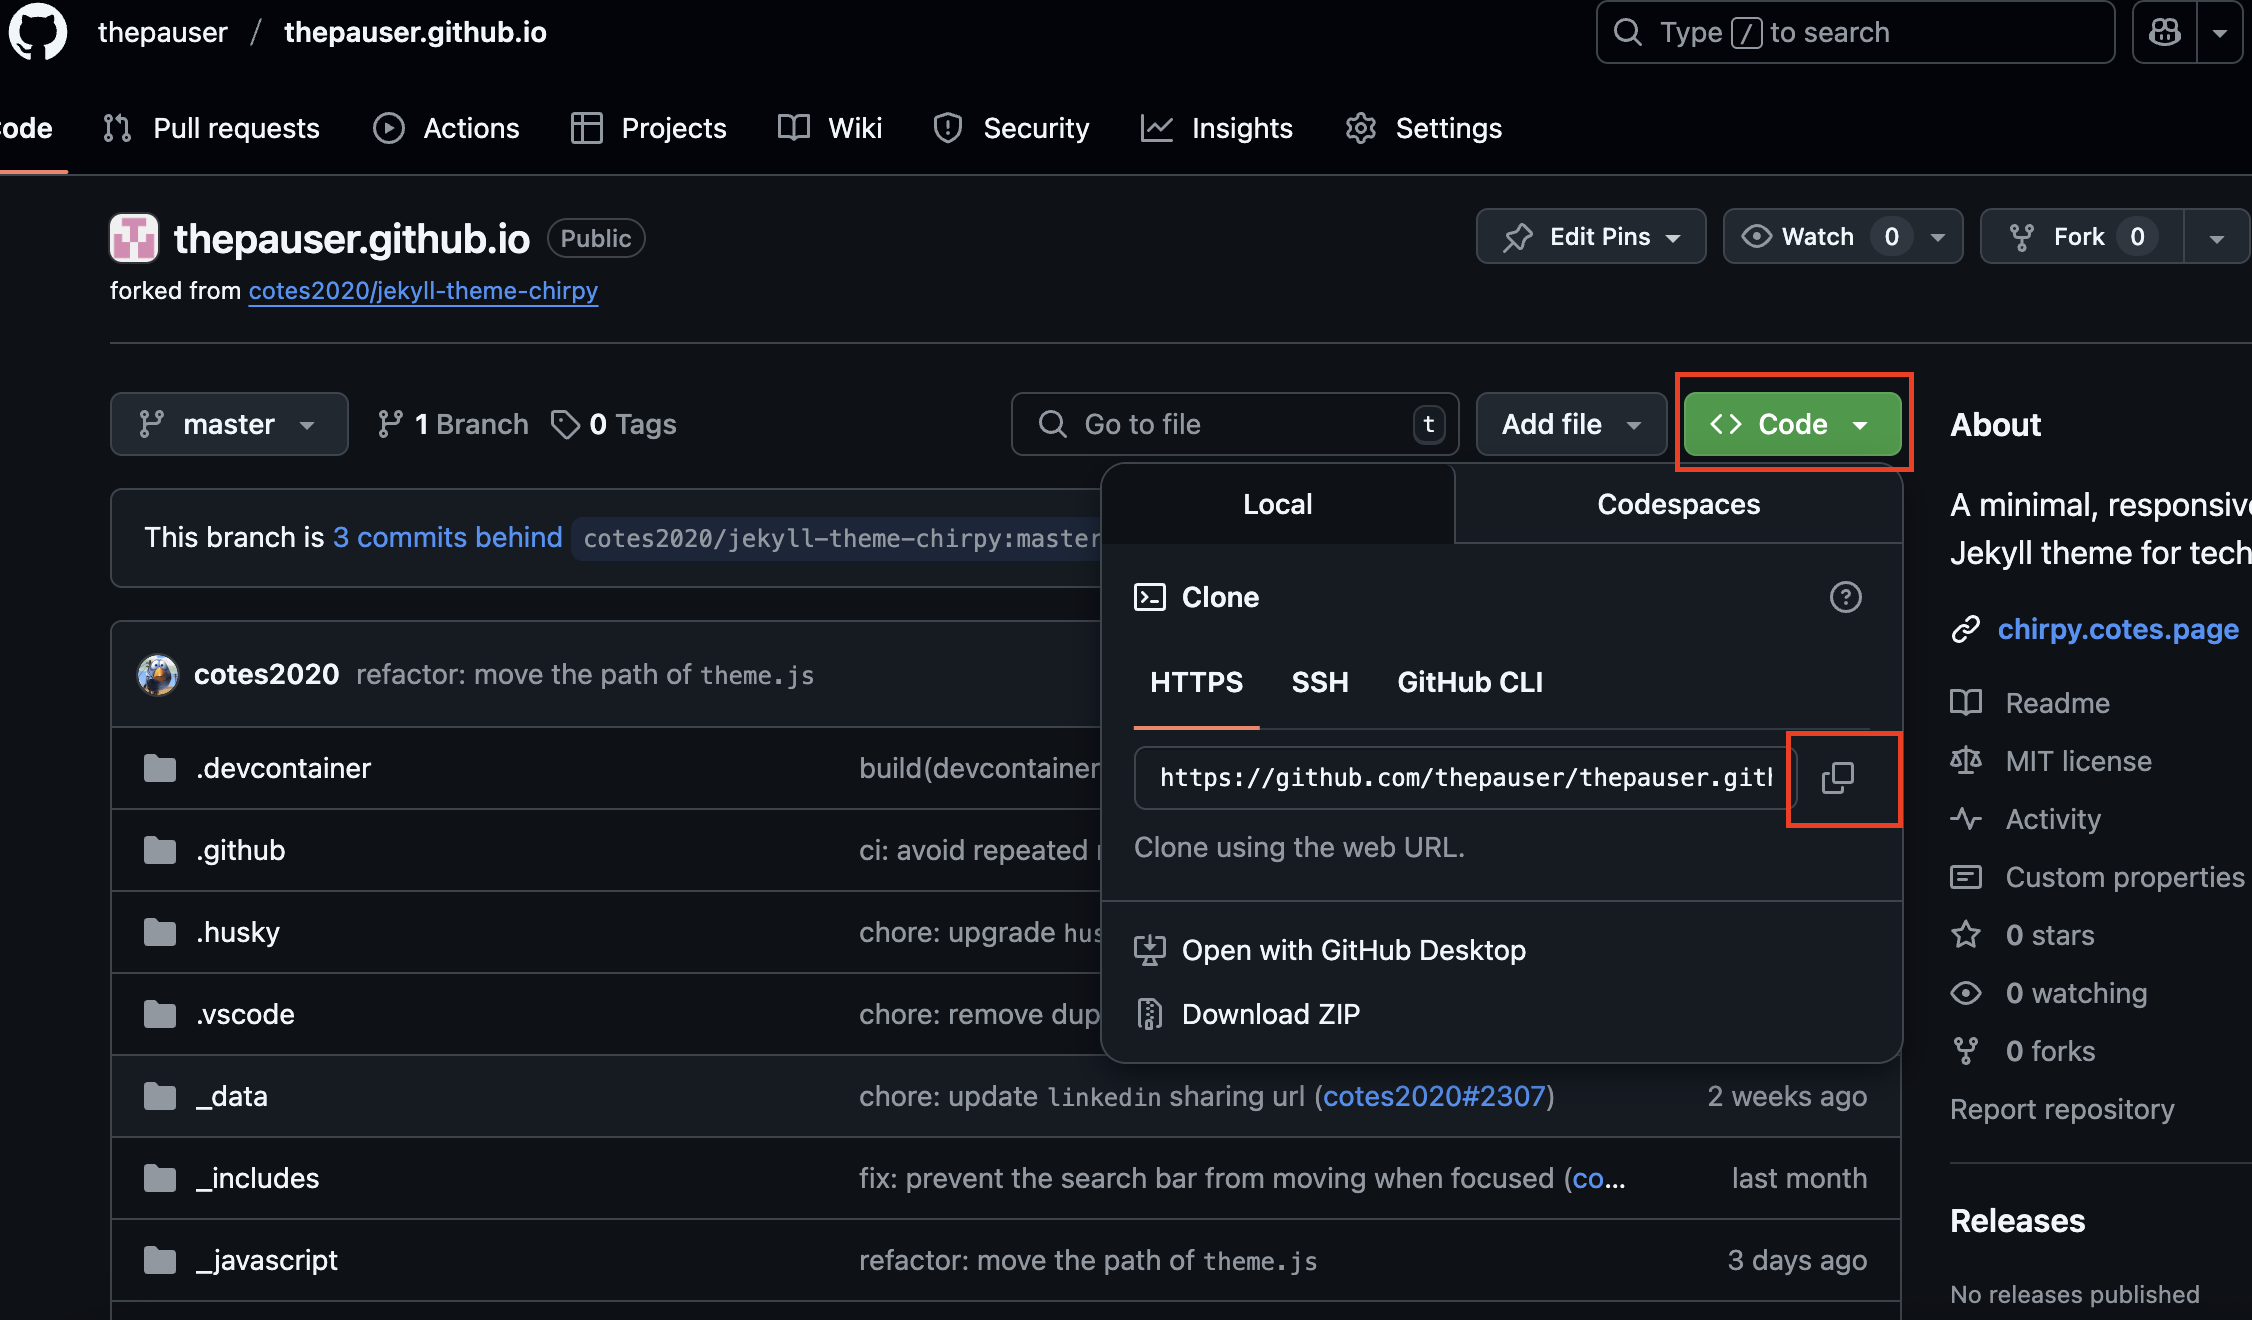 thepauser / thepauser.github.io
Type / to search
ode Pull requests Actions Projects Wiki Security Insights Settings
thepauser.github.io Public
Edit Pins Watch 0 Fork 0
forked from cotes2020/jekyll-theme-chirpy
master 1 Branch 0 Tags
Go to file t
Add file
<> Code
About
A minimal, responsive
Jekyll theme for tech
chirpy.cotes.page
Readme
MIT license
Activity
Custom properties
0 stars
0 watching
0 forks
Report repository
Releases
No releases published
Local Codespaces
Clone
HTTPS SSH GitHub CLI
https://github.com/thepauser/thepauser.gith
Clone using the web URL.
Open with GitHub Desktop
Download ZIP
This branch is 3 commits behind cotes2020/jekyll-theme-chirpy:master
cotes2020 refactor: move the path of theme.js
.devcontainer build(devcontainer
.github ci: avoid repeated
.husky chore: upgrade hus
.vscode chore: remove dup
_data chore: update linkedin sharing url (cotes2020#2307) 2 weeks ago
_includes fix: prevent the search bar from moving when focused (co... last month
_javascript refactor: move the path of theme.js 3 days ago